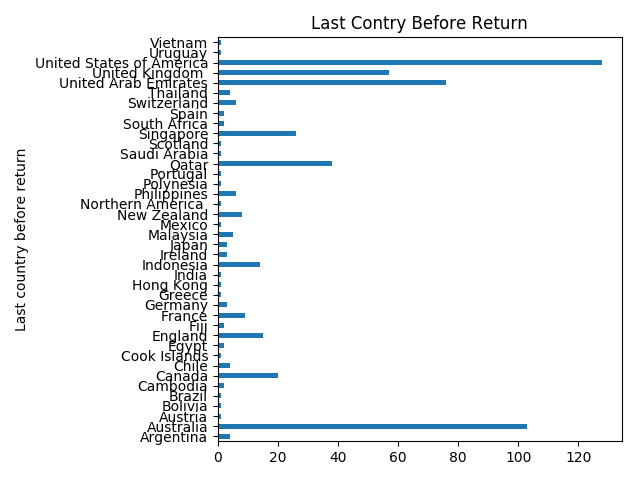 Last Contry Before Return
Last country before return
Vietnam
Uruguay
United States of America
United Kingdom
United Arab Emirates
Thailand
Switzerland
Spain
South Africa
Singapore
Scotland
Saudi Arabia
Qatar
Portugal
Polynesia
Philippines
Northern America
New Zealand
Mexico
Malaysia
Japan
Ireland
Indonesia
India
Hong Kong
Greece
Germany
France
Fiji
England
Egypt
Cook Islands
Chile
Canada
Cambodia
Brazil
Bolivia
Austria
Australia
Argentina
0 20 40 60 80 100 120